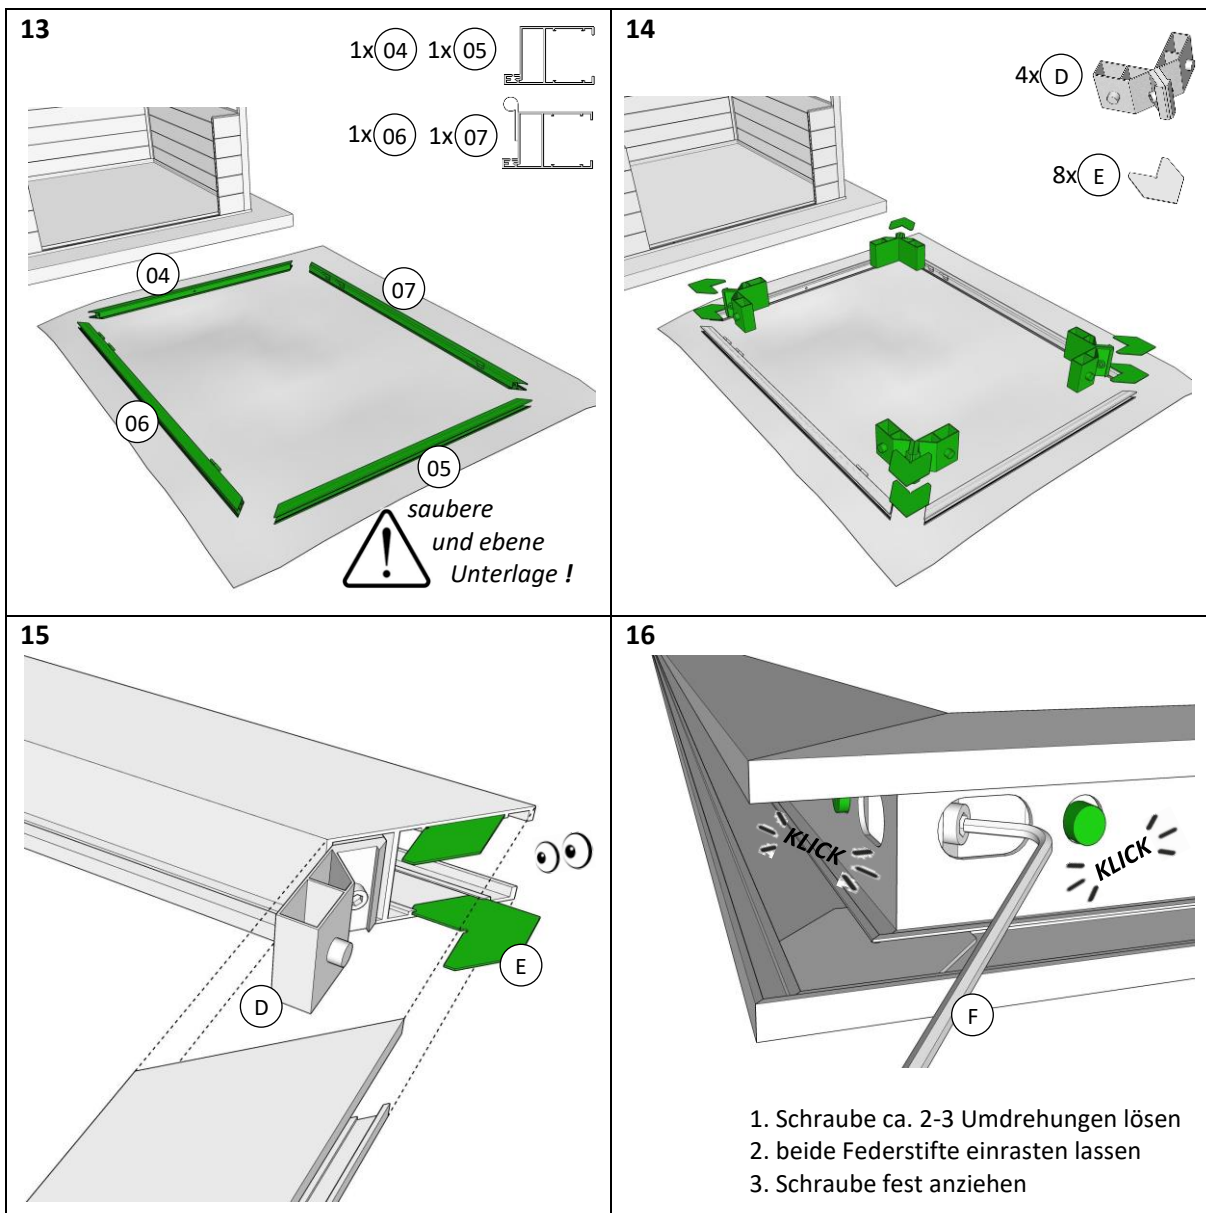 13
1x 04 1x 05
1x 06 1x 07
04
07
06
05
saubere
und ebene
Unterlage !
14
4x D
8x E
15
D
E
16
KLICK
KLICK
F
1. Schraube ca. 2-3 Umdrehungen lösen
2. beide Federstifte einrasten lassen
3. Schraube fest anziehen